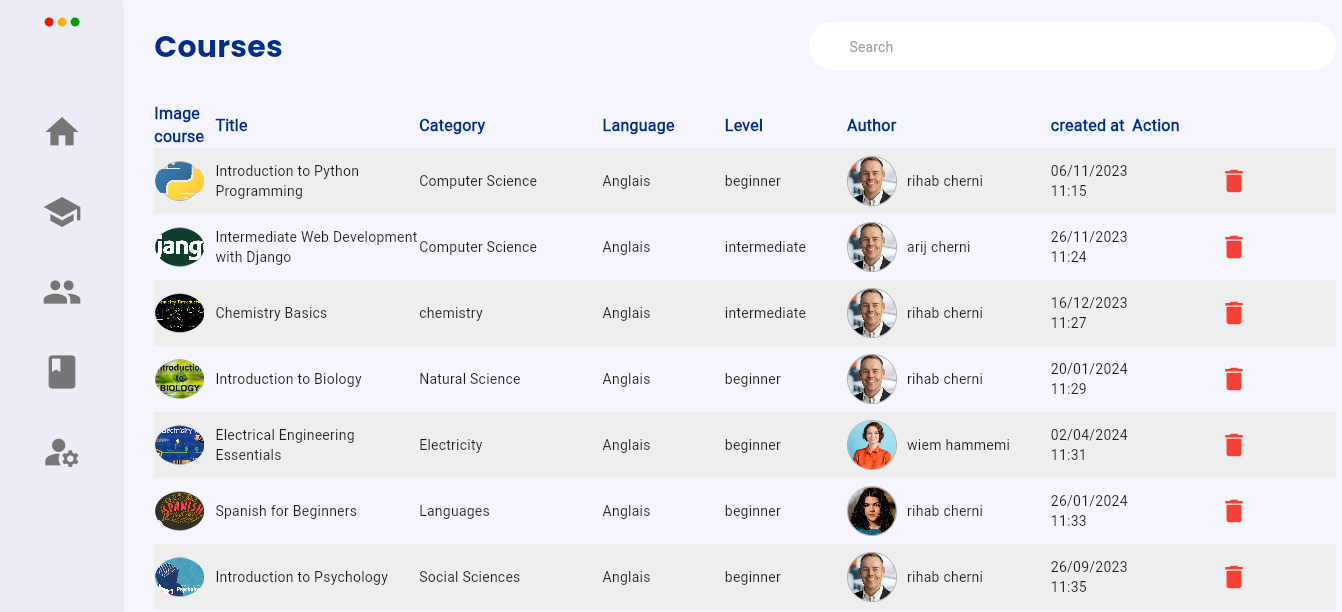 Courses
Search
Image course
Title
Category
Language
Level
Author
created at
Action
Introduction to Python
Programming
Computer Science
Anglais
beginner
rihab cherni
06/11/2023
11:15
jang
Intermediate Web Development
with Django
Computer Science
Anglais
intermediate
arij cherni
26/11/2023
11:24
Chemistry Basics
chemistry
Anglais
intermediate
rihab cherni
16/12/2023
11:27
to
BIOLOGY
Introduction to Biology
Natural Science
Anglais
beginner
rihab cherni
20/01/2024
11:29
Electrical Engineering
Essentials
Electricity
Anglais
beginner
wiem hammemi
02/04/2024
11:31
SPANISH
Spanish for Beginners
Languages
Anglais
beginner
rihab cherni
26/01/2024
11:33
Introduction to Psychology
Social Sciences
Anglais
beginner
rihab cherni
26/09/2023
11:35